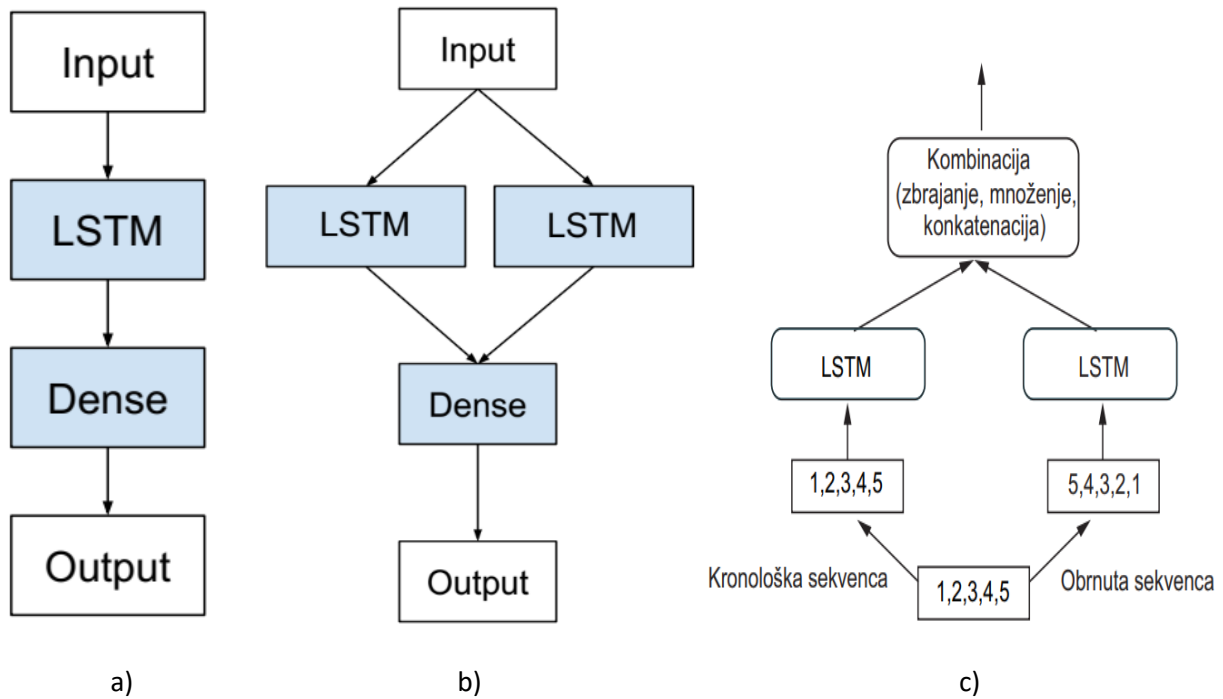 Input
LSTM
Dense
Output
a)
Input
LSTM
LSTM
Dense
Output
b)
Kombinacija
(zbrajanje, množenje,
konkatenacija)
LSTM
LSTM
1,2,3,4,5
5,4,3,2,1
Kronološka sekvenca
1,2,3,4,5
Obrnuta sekvenca
c)